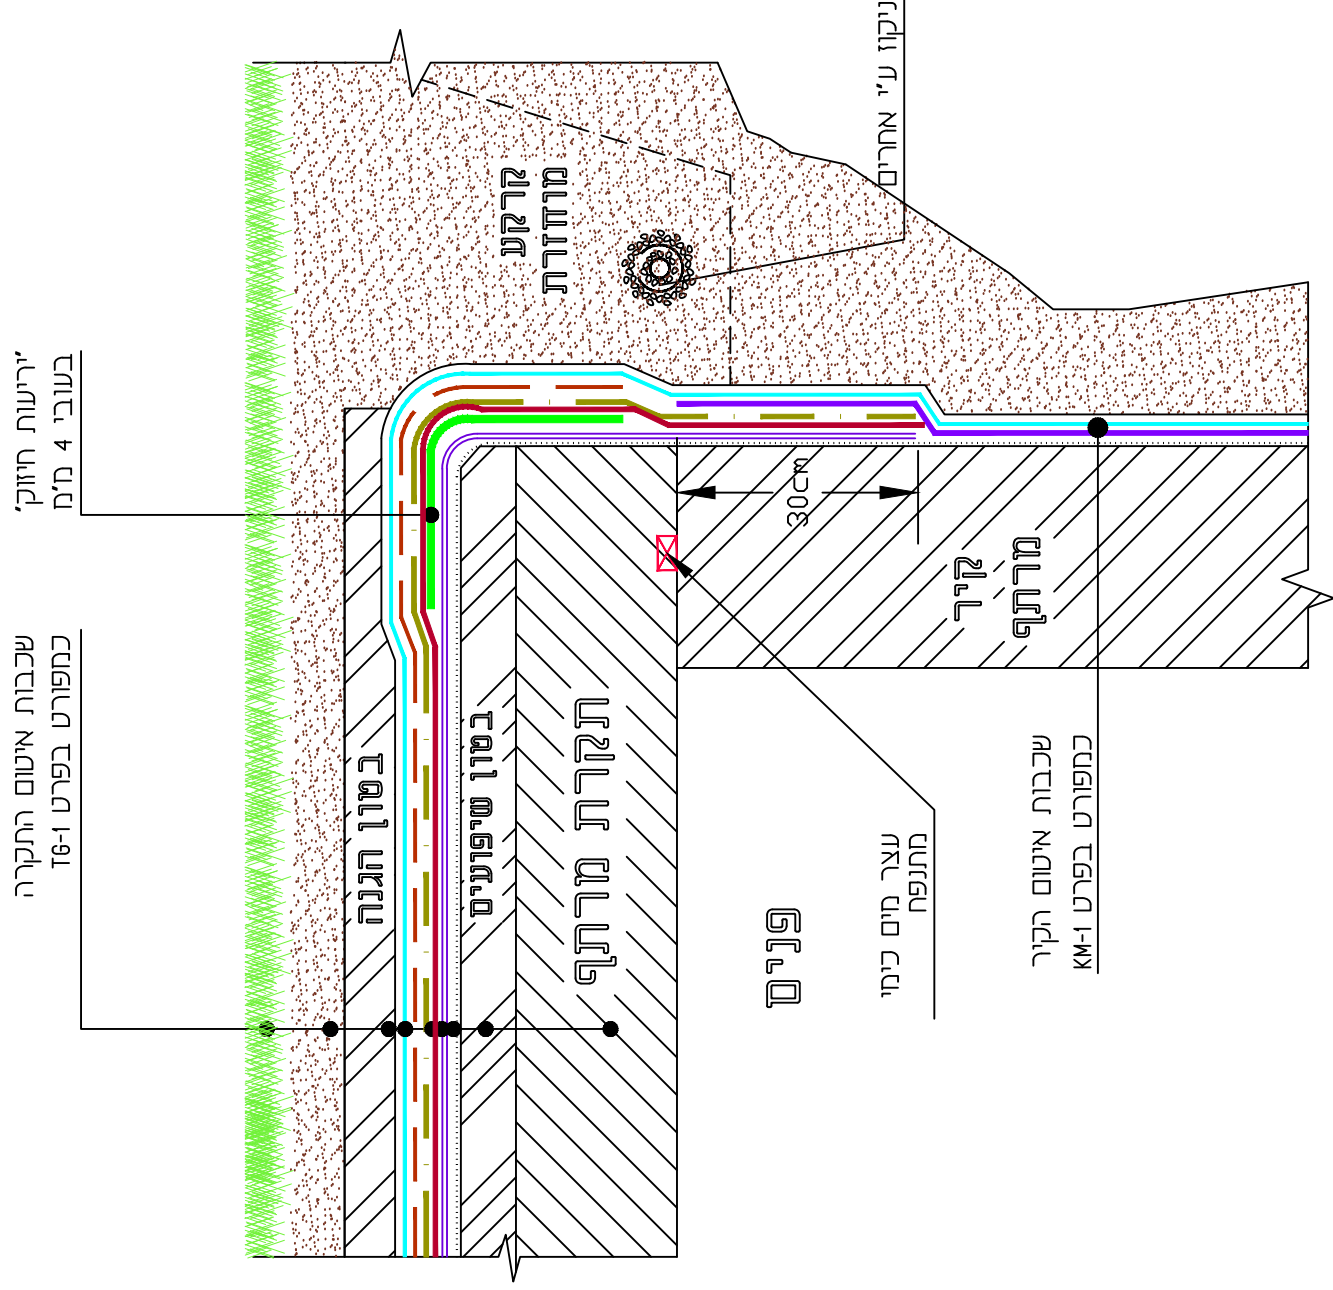 יריעות חיזוק'
בעובי 4 מ"מ'
שכבות איטום התקרה
כמפורט בפרט TG-1
קרקע
מוחזרת
ניקוז ע"י אחרים
בטון הגנה
בטון שיפועים
תקרת מרתף
30cm
קיר
מרתף
פנים
עצר מים כימי
מתנפח
שכבות איטום הקיר
כמפורט בפרט KM-1